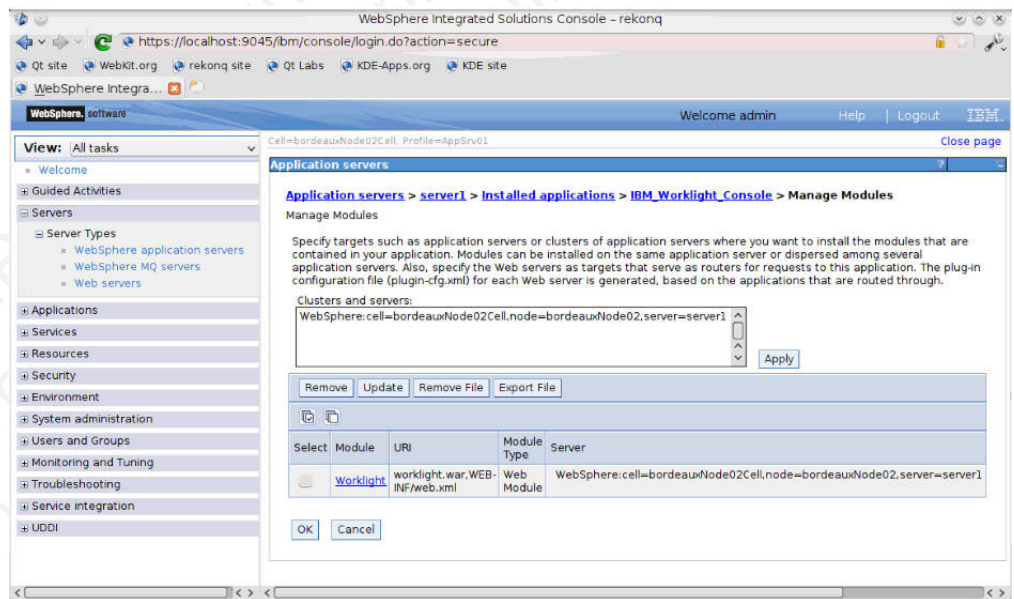 WebSphere Integrated Solutions Console – rekonq
https://localhost:9045/ibm/console/login.do?action=secure
Qt site WebKit.org rekonq site Qt Labs KDE-Apps.org KDE site
WebSphere Integra...
WebSphere. software Welcome admin Help | Logout IBM.
View: All tasks
Welcome
Guided Activities
Servers
Server Types
WebSphere application servers
WebSphere MQ servers
Web servers
Applications
Services
Resources
Security
Environment
System administration
Users and Groups
Monitoring and Tuning
Troubleshooting
Service integration
UDDI
Cell=bordeauxNode02Cell, Profile=AppSrv01 Close page
Application servers ? –
Application servers > server1 > Installed applications > IBM_Worklight_Console > Manage Modules
Manage Modules
Specify targets such as application servers or clusters of application servers where you want to install the modules that are
contained in your application. Modules can be installed on the same application server or dispersed among several
application servers. Also, specify the Web servers as targets that serve as routers for requests to this application. The plug-in
configuration file (plugin-cfg.xml) for each Web server is generated, based on the applications that are routed through.
Clusters and servers:
WebSphere:cell=bordeauxNode02Cell,node=bordeauxNode02,server=server1
Apply
Remove Update Remove File Export File
Select Module URI Module Type Server
Worklight worklight.war,WEB-INF/web.xml Web Module WebSphere:cell=bordeauxNode02Cell,node=bordeauxNode02,server=server1
OK Cancel